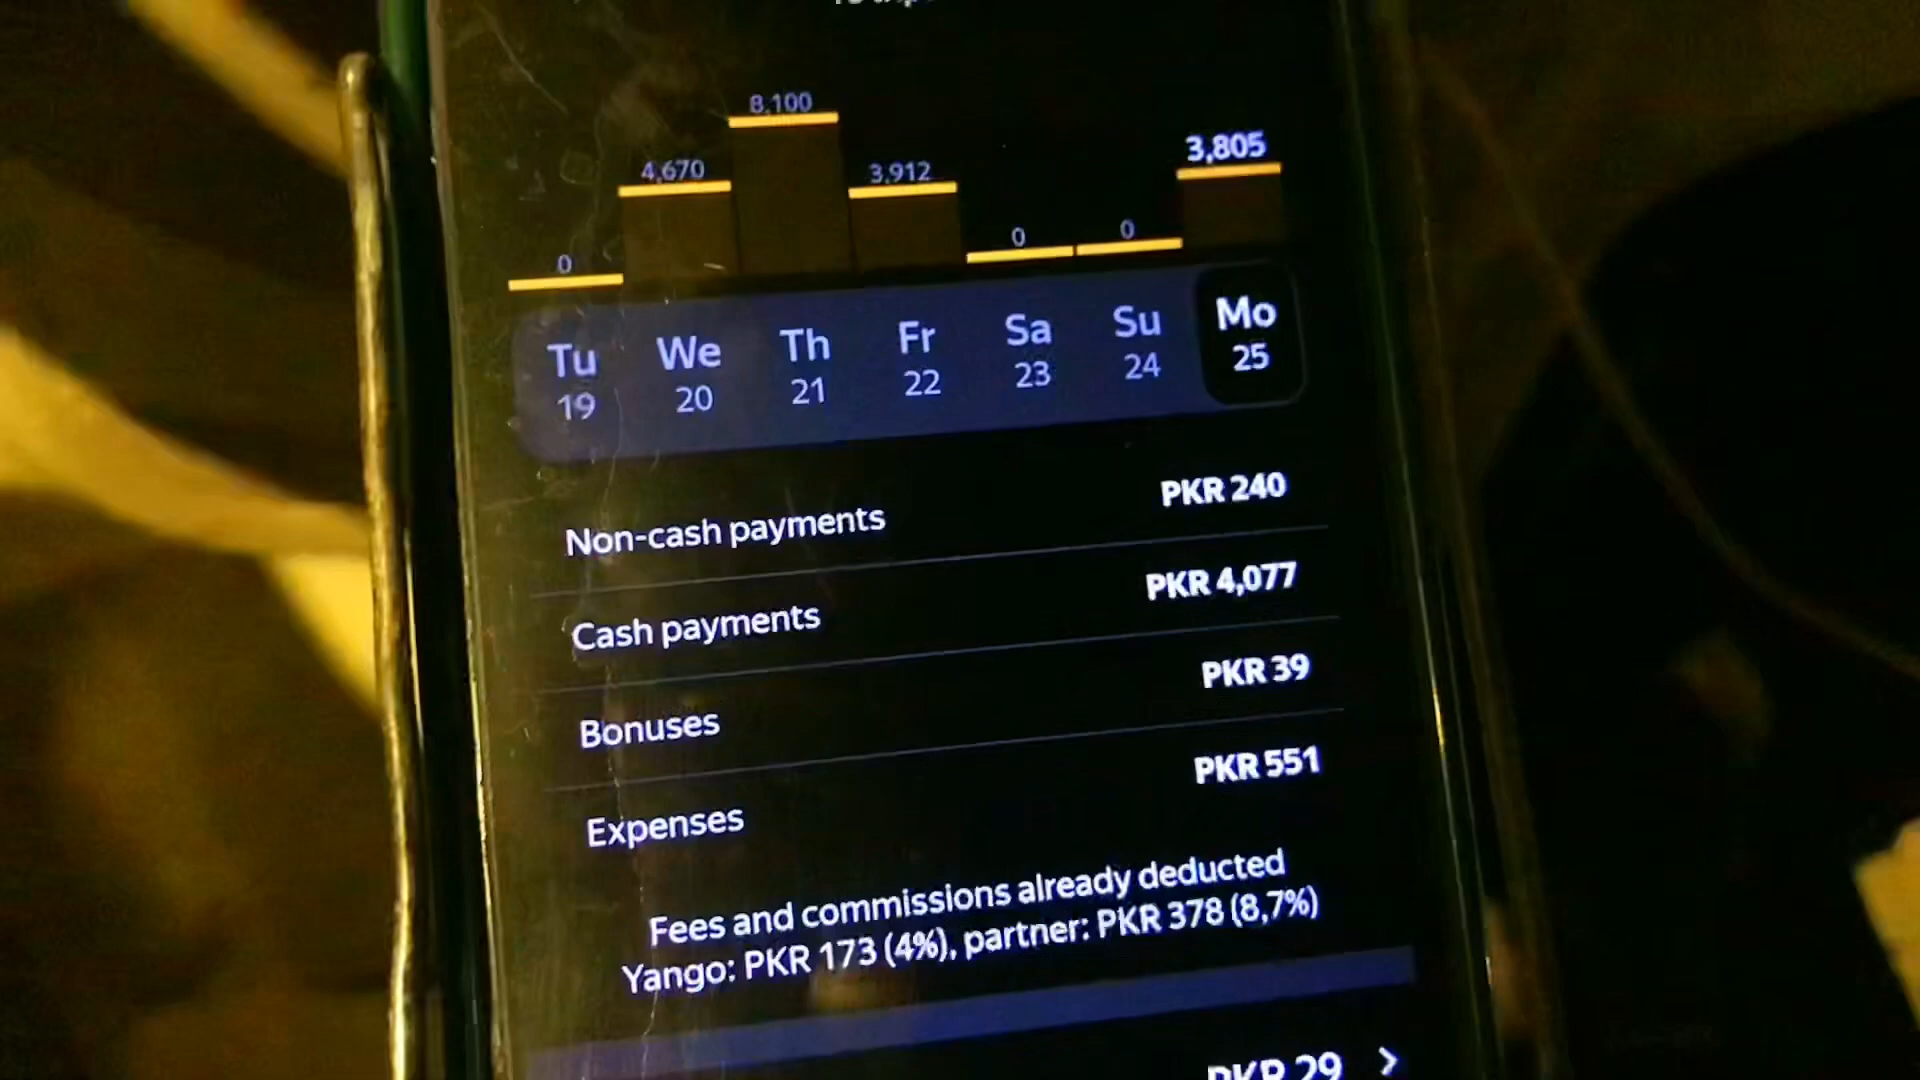 8,100
4,670
3,912
3,805
0
0
0
Tu We Th Fr Sa Su Mo
19 20 21 22 23 24 25
Non-cash payments PKR 240
Cash payments PKR 4,077
Bonuses PKR 39
Expenses PKR 551
Fees and commissions already deducted
Yango: PKR 173 (4%), partner: PKR 378 (8,7%)
PKR 29 >